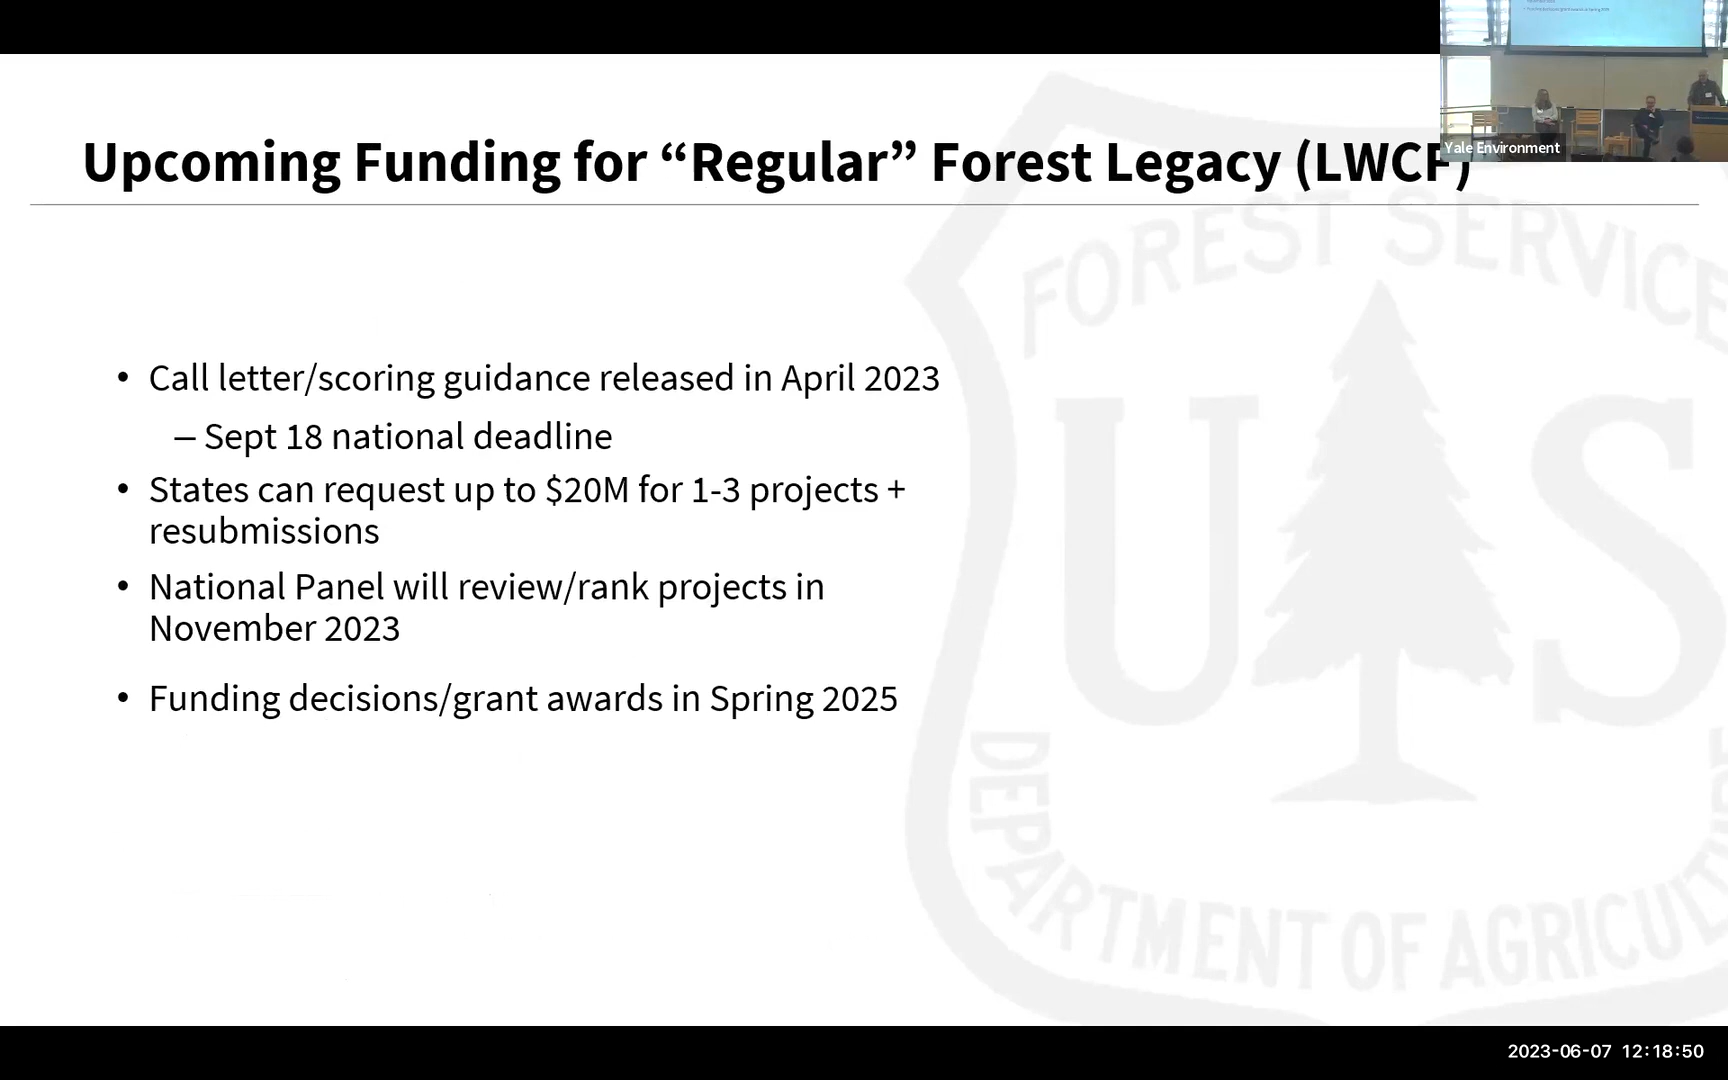 Upcoming Funding for “Regular” Forest Legacy (LWCF)
Yale Environment
• Call letter/scoring guidance released in April 2023
– Sept 18 national deadline
• States can request up to $20M for 1-3 projects +
resubmissions
• National Panel will review/rank projects in
November 2023
• Funding decisions/grant awards in Spring 2025
FOREST SERVICE
U S
DEPARTMENT OF AGRICULTURE
2023-06-07 12:18:50